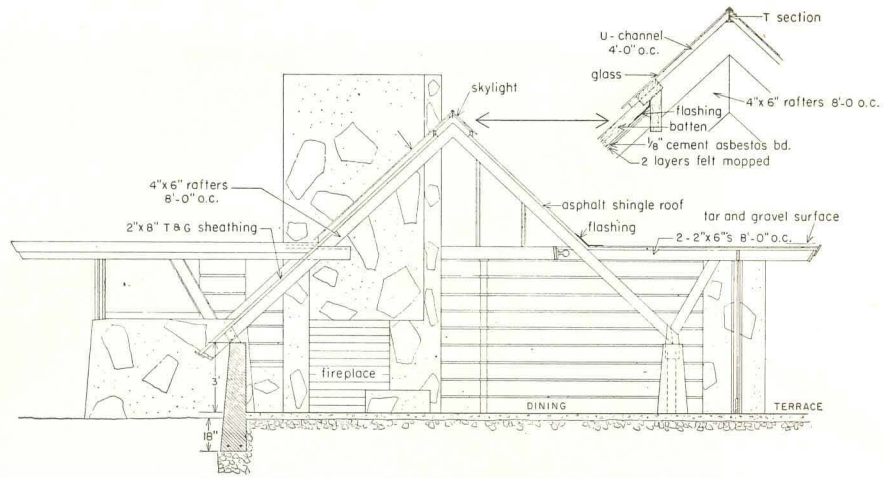 T section
U-channel
4'-0" o.c.
glass
skylight
4"x 6" rafters 8'-0 o.c.
flashing
batten
1/8" cement asbestos bd.
2 layers felt mopped
4"x 6" rafters
8'-0" o.c.
asphalt shingle roof
tar and gravel surface
2"x 8" T&G sheathing
flashing
2-2"x 6"'s 8'-0" o.c.
fireplace
3'
DINING
TERRACE
18"